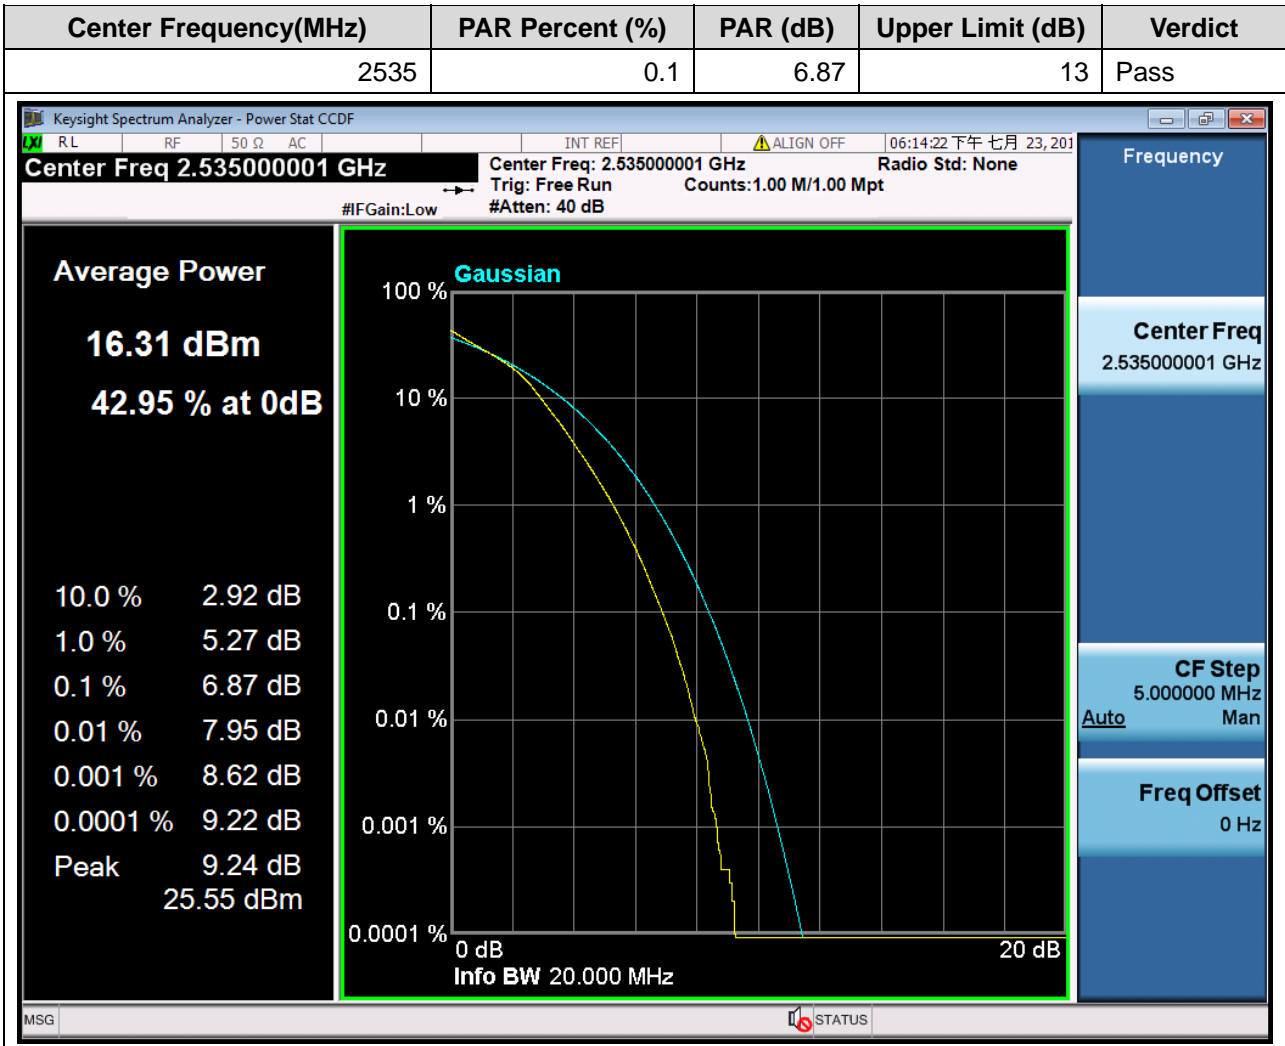 Center Frequency(MHz) PAR Percent (%) PAR (dB) Upper Limit (dB) Verdict
2535 0.1 6.87 13 Pass
Keysight Spectrum Analyzer - Power Stat CCDF
LXI RL RF 50 Ω AC INT REF ALIGN OFF 06:14:22 下午 七月 23, 201
Center Freq 2.535000001 GHz
#IFGain:Low
Center Freq: 2.535000001 GHz
Trig: Free Run Counts:1.00 M/1.00 Mpt
#Atten: 40 dB
Radio Std: None
Average Power
16.31 dBm
42.95 % at 0dB
10.0 % 2.92 dB
1.0 % 5.27 dB
0.1 % 6.87 dB
0.01 % 7.95 dB
0.001 % 8.62 dB
0.0001 % 9.22 dB
Peak 9.24 dB
25.55 dBm
Gaussian
100 %
10 %
1 %
0.1 %
0.01 %
0.001 %
0.0001 %
0 dB 20 dB
Info BW 20.000 MHz
Frequency
Center Freq
2.535000001 GHz
CF Step
5.000000 MHz
Auto Man
Freq Offset
0 Hz
MSG STATUS